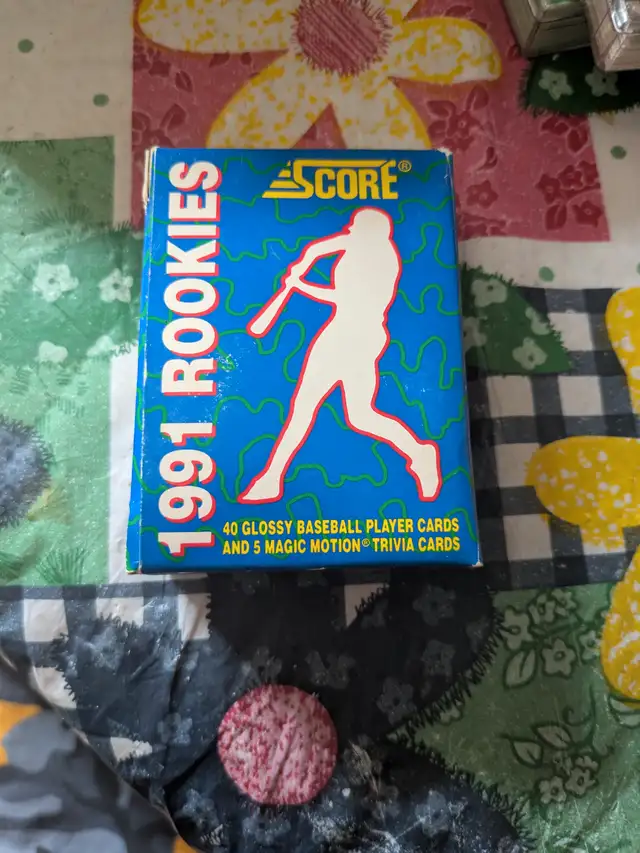 SCORE®
1991 ROOKIES
40 GLOSSY BASEBALL PLAYER CARDS
AND 5 MAGIC MOTION® TRIVIA CARDS